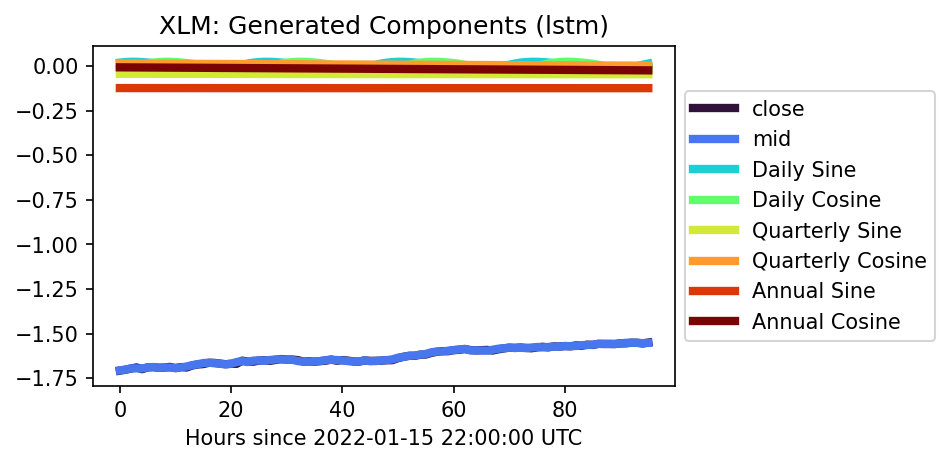 XLM: Generated Components (lstm)
0.00
−0.25
−0.50
−0.75
−1.00
−1.25
−1.50
−1.75
0 20 40 60 80
Hours since 2022-01-15 22:00:00 UTC
close
mid
Daily Sine
Daily Cosine
Quarterly Sine
Quarterly Cosine
Annual Sine
Annual Cosine